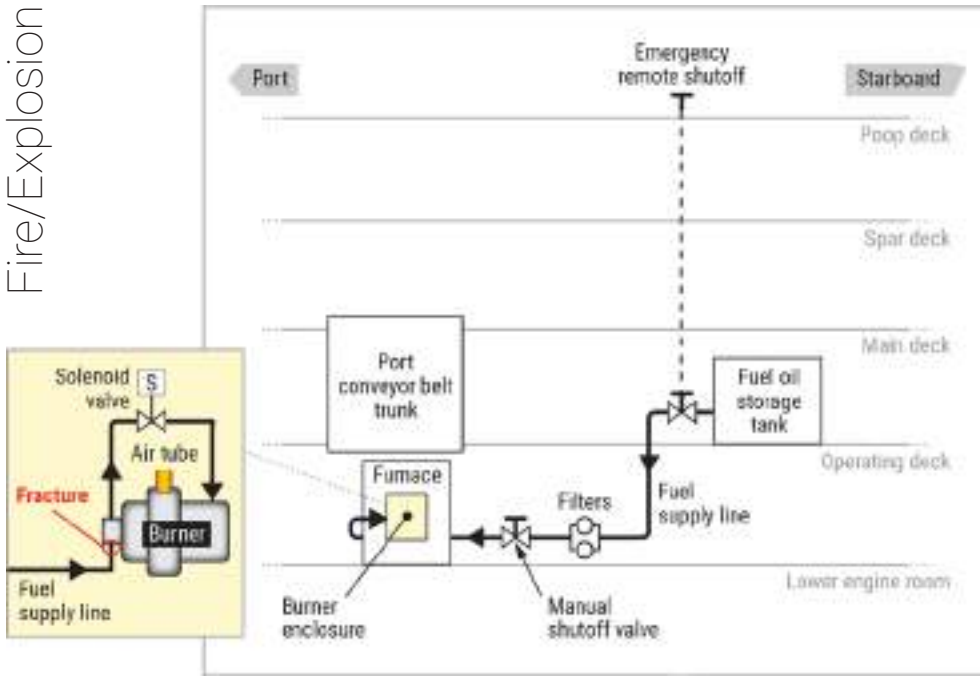 Fire/Explosion
Port
Emergency
remote shutoff
Starboard
Poop deck
Spar deck
Main deck
Port
conveyor belt
trunk
Fuel oil
storage
tank
Solenoid
valve
S
Air tube
Fracture
Burner
Fuel
supply line
Operating deck
Furnace
Filters
Fuel
supply line
Lower engine room
Burner
enclosure
Manual
shutoff valve